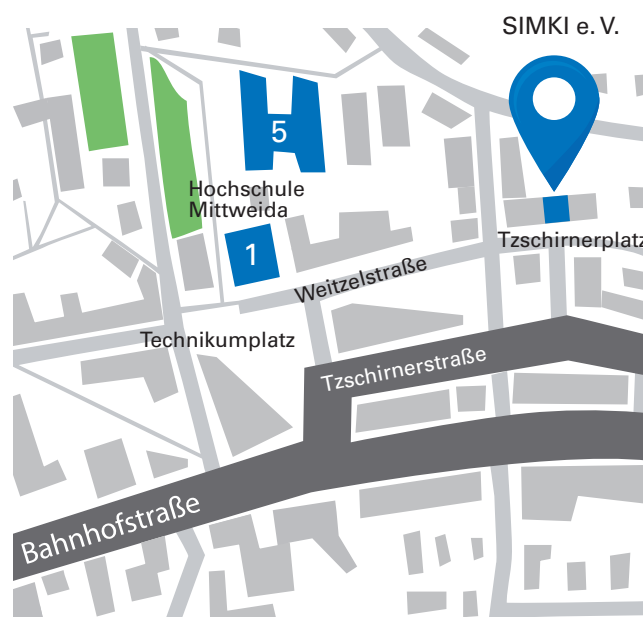 SIMKI e. V.
5
Hochschule
Mittweida
1
Tzschirnerplatz
Weitzelstraße
Technikumplatz
Tzschirnerstraße
Bahnhofstraße